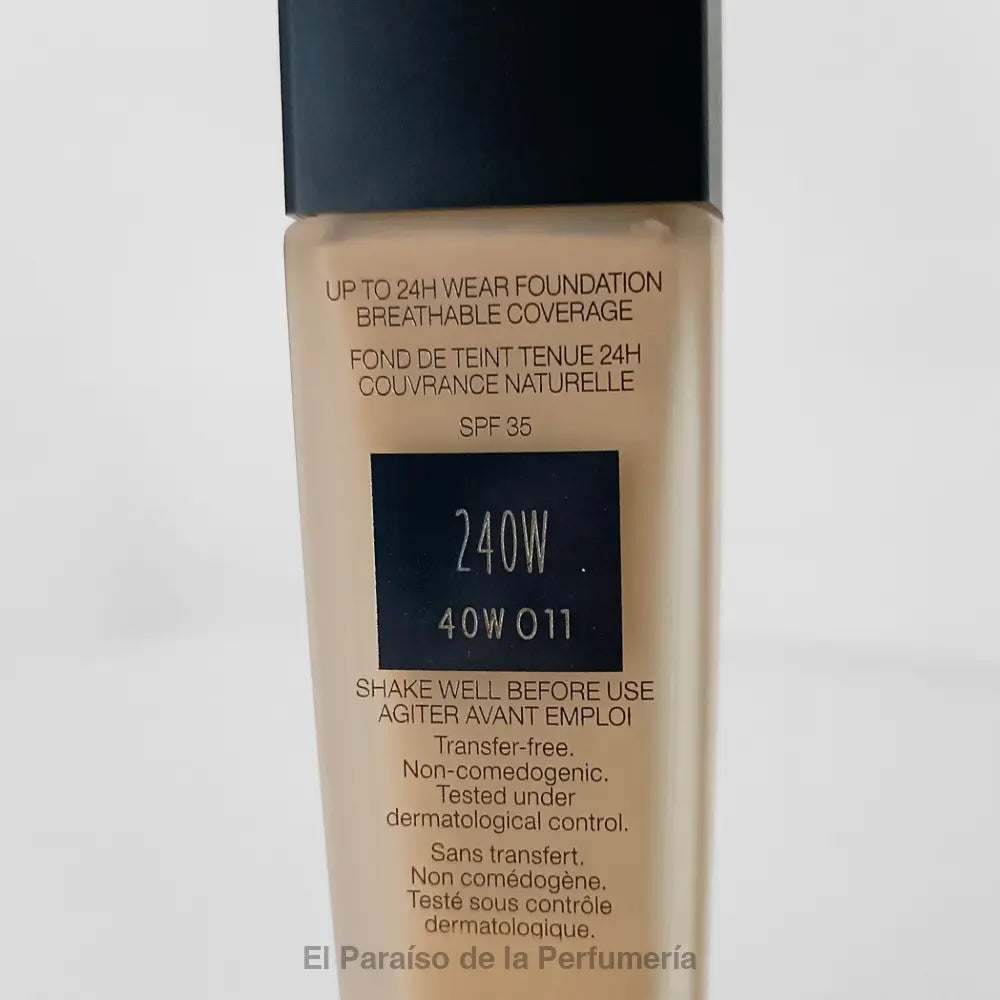 UP TO 24H WEAR FOUNDATION
BREATHABLE COVERAGE
FOND DE TEINT TENUE 24H
COUVRANCE NATURELLE
SPF 35
240W
40W O11
SHAKE WELL BEFORE USE
AGITER AVANT EMPLOI
Transfer-free.
Non-comedogenic.
Tested under
dermatological control.
Sans transfert.
Non comédogène.
Testé sous contrôle
dermatologique.
El Paraíso de la Perfumería